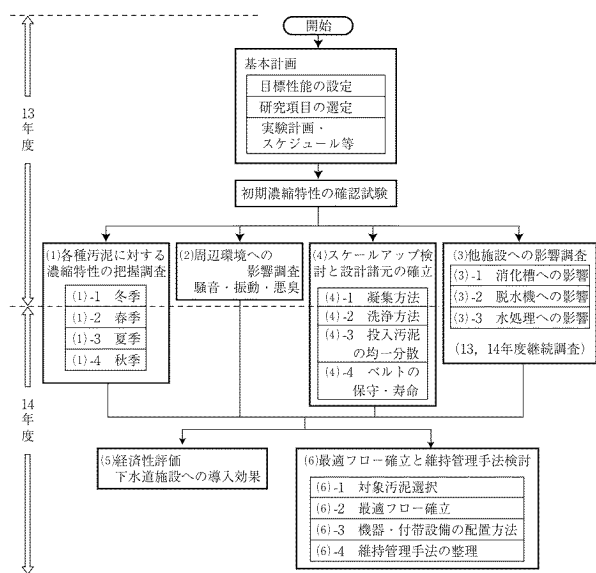 開始
基本計画
目標性能の設定
研究項目の選定
実験計画・
スケジュール等
13
年
度
初期濃縮特性の確認試験
(1)各種汚泥に対する
濃縮特性の把握調査
(1)-1 冬季
(1)-2 春季
(1)-3 夏季
(1)-4 秋季
(2)周辺環境への
影響調査
騒音・振動・悪臭
(4)スケールアップ検
討と設計諸元の確立
(4)-1 凝集方法
(4)-2 洗浄方法
(4)-3 投入汚泥
の均一分散
(4)-4 ベルトの
保守・寿命
(3)他施設への影響調査
(3)-1 消化槽への影響
(3)-2 脱水機への影響
(3)-3 水処理への影響
(13, 14年度継続調査)
14
年
度
(5)経済性評価
下水道施設への導入効果
(6)最適フロー確立と維持管理手法検討
(6)-1 対象汚泥選択
(6)-2 最適フロー確立
(6)-3 機器・付帯設備の配置方法
(6)-4 維持管理手法の整理